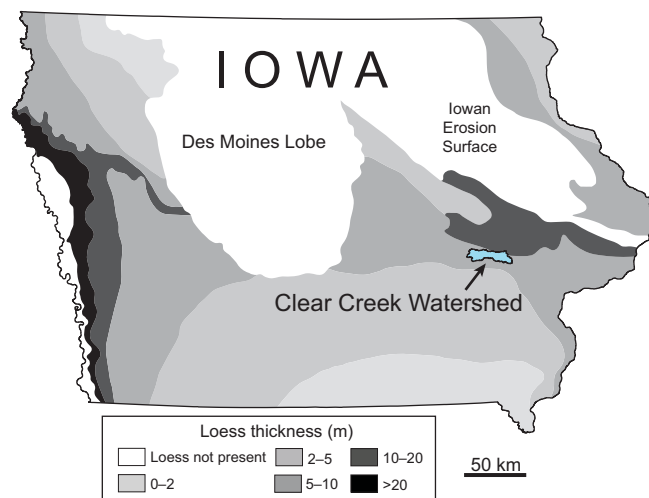 IOWA
Iowan
Erosion
Surface
Des Moines Lobe
Clear Creek Watershed
Loess thickness (m)
Loess not present
2–5
10–20
0–2
5–10
>20
50 km